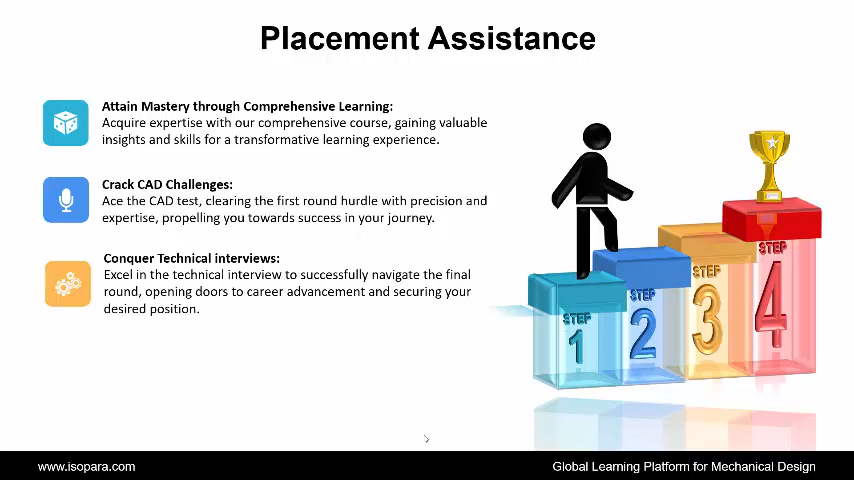 Placement Assistance
Attain Mastery through Comprehensive Learning:
Acquire expertise with our comprehensive course, gaining valuable
insights and skills for a transformative learning experience.
Crack CAD Challenges:
Ace the CAD test, clearing the first round hurdle with precision and
expertise, propelling you towards success in your journey.
Conquer Technical interviews:
Excel in the technical interview to successfully navigate the final
round, opening doors to career advancement and securing your
desired position.
STEP
1
STEP
2
STEP
3
STEP
4
www.isopara.com
Global Learning Platform for Mechanical Design